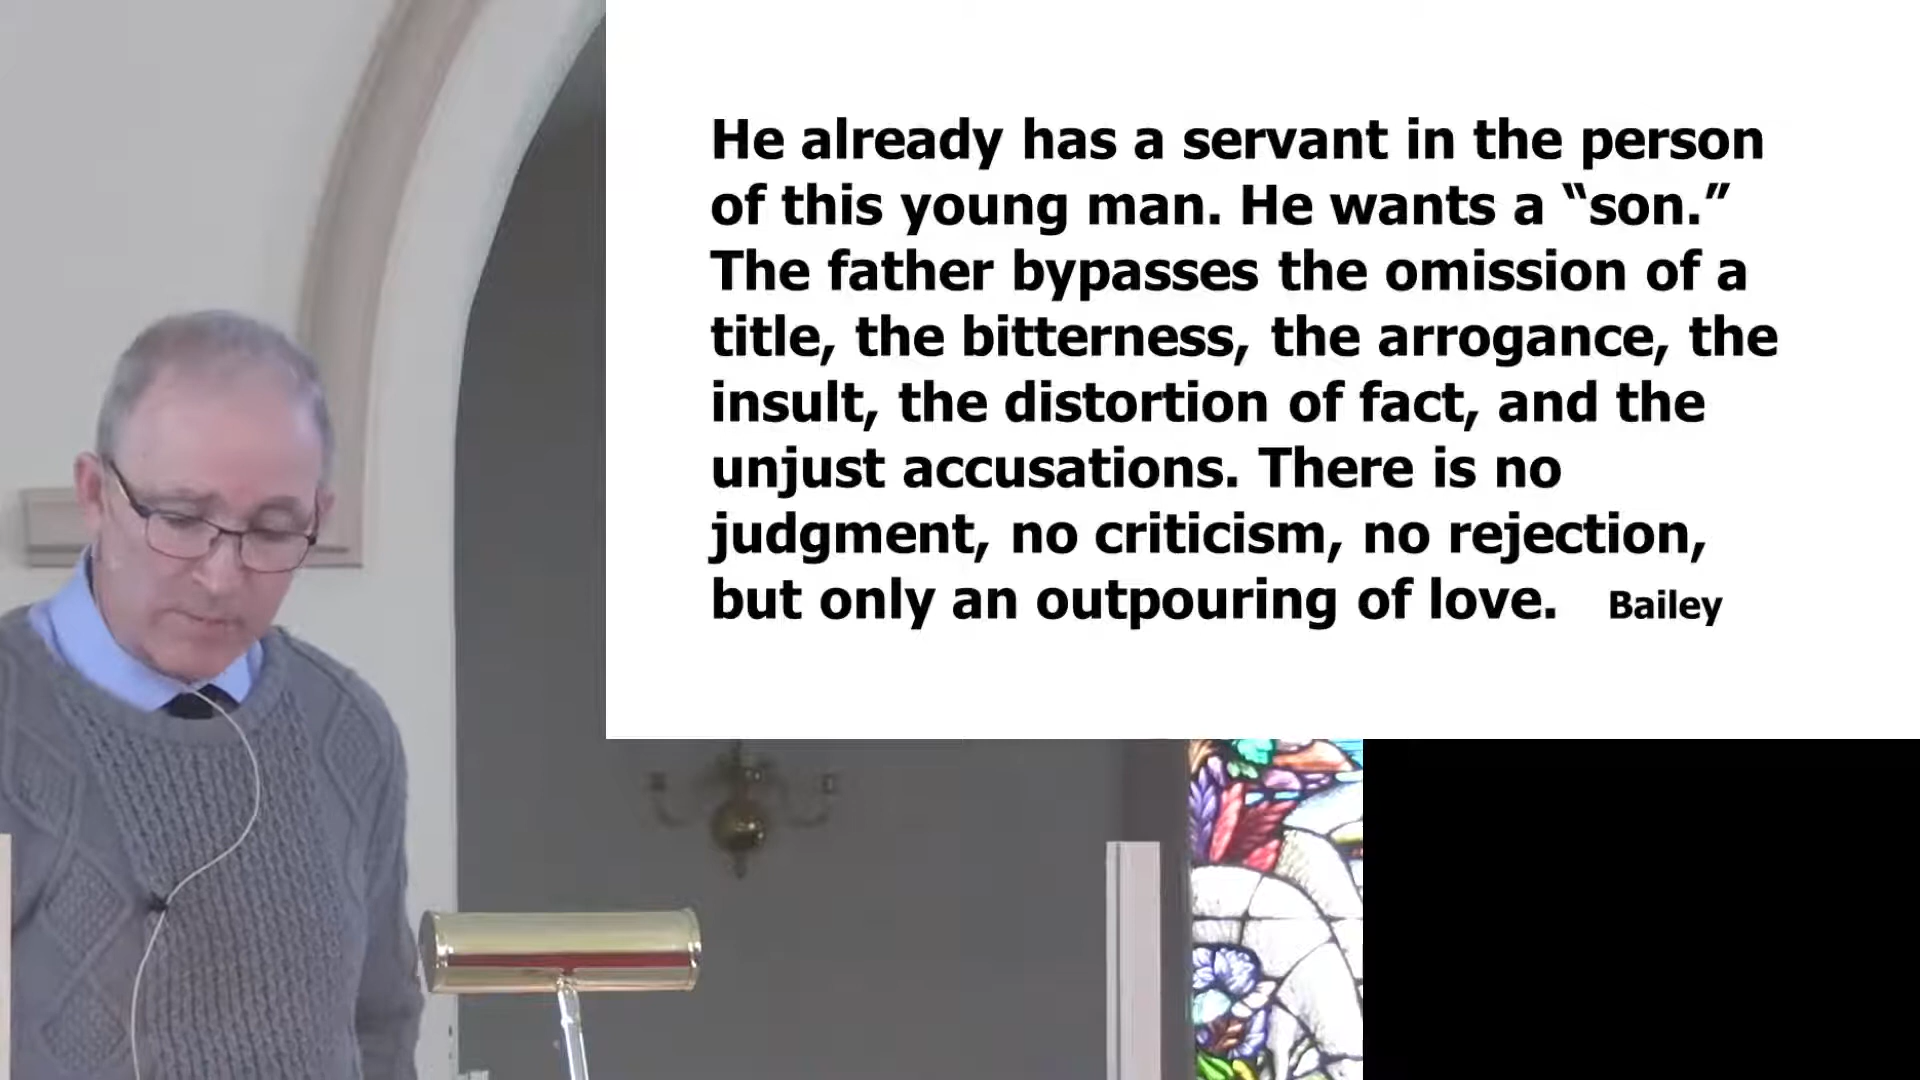 He already has a servant in the person
of this young man. He wants a “son.”
The father bypasses the omission of a
title, the bitterness, the arrogance, the
insult, the distortion of fact, and the
unjust accusations. There is no
judgment, no criticism, no rejection,
but only an outpouring of love. Bailey